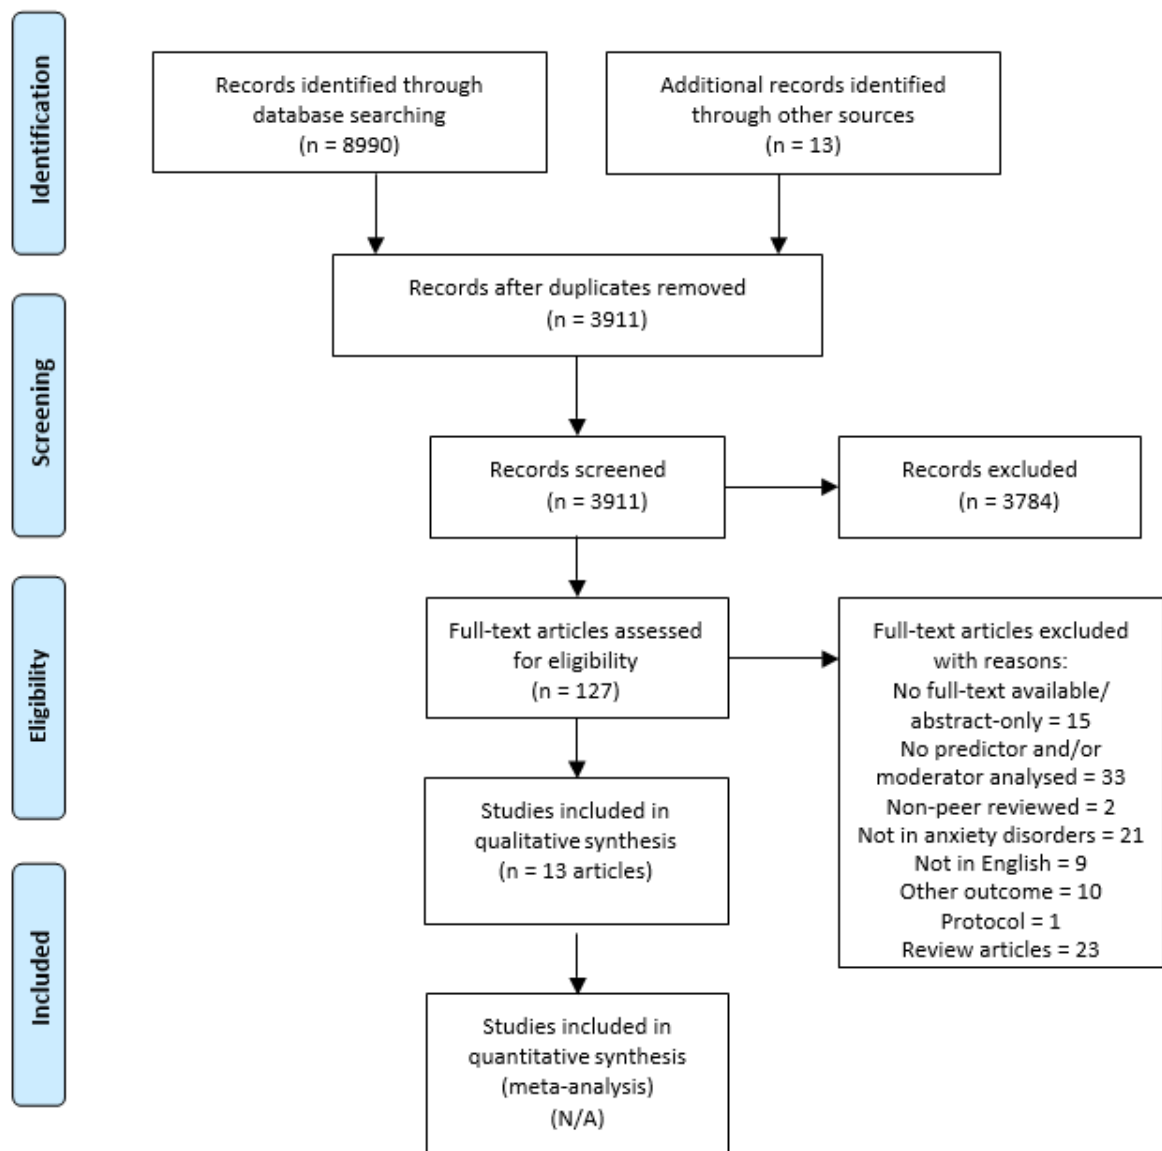 Identification
Records identified through
database searching
(n = 8990)
Additional records identified
through other sources
(n = 13)
Records after duplicates removed
(n = 3911)
Screening
Records screened
(n = 3911)
Records excluded
(n = 3784)
Eligibility
Full-text articles assessed
for eligibility
(n = 127)
Full-text articles excluded
with reasons:
No full-text available/
abstract-only = 15
No predictor and/or
moderator analysed = 33
Non-peer reviewed = 2
Not in anxiety disorders = 21
Not in English = 9
Other outcome = 10
Protocol = 1
Review articles = 23
Studies included in
qualitative synthesis
(n = 13 articles)
Included
Studies included in
quantitative synthesis
(meta-analysis)
(N/A)